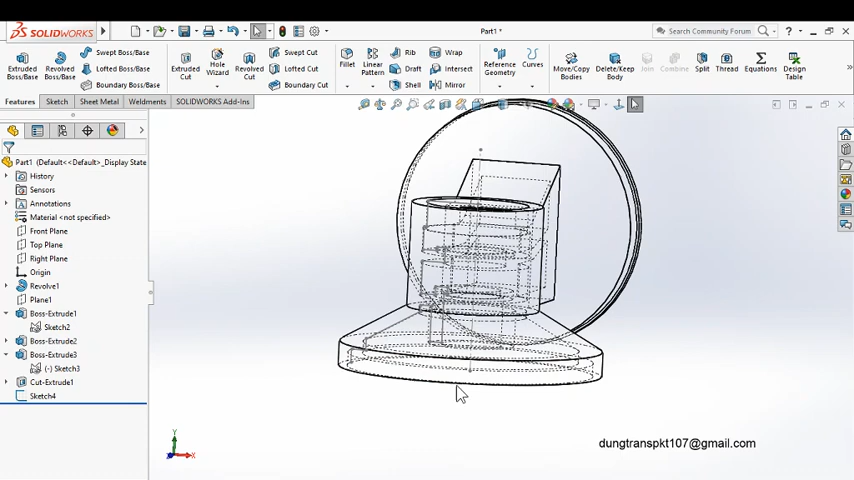 SOLIDWORKS
Part1 *
Search Community Forum
Extruded Boss/Base
Revolved Boss/Base
Swept Boss/Base
Lofted Boss/Base
Boundary Boss/Base
Extruded Cut
Hole Wizard
Revolved Cut
Swept Cut
Lofted Cut
Boundary Cut
Fillet
Linear Pattern
Rib
Draft
Shell
Wrap
Intersect
Mirror
Reference Geometry
Curves
Move/Copy Bodies
Delete/Keep Body
Join
Combine
Split
Thread
Equations
Design Table
Features
Sketch
Sheet Metal
Weldments
SOLIDWORKS Add-Ins
Part1 (Default<<Default>_Display State
History
Sensors
Annotations
Material <not specified>
Front Plane
Top Plane
Right Plane
Origin
Revolve1
Plane1
Boss-Extrude1
Sketch2
Boss-Extrude2
Boss-Extrude3
(-) Sketch3
Cut-Extrude1
Sketch4
Y
X
dungtranspkt107@gmail.com